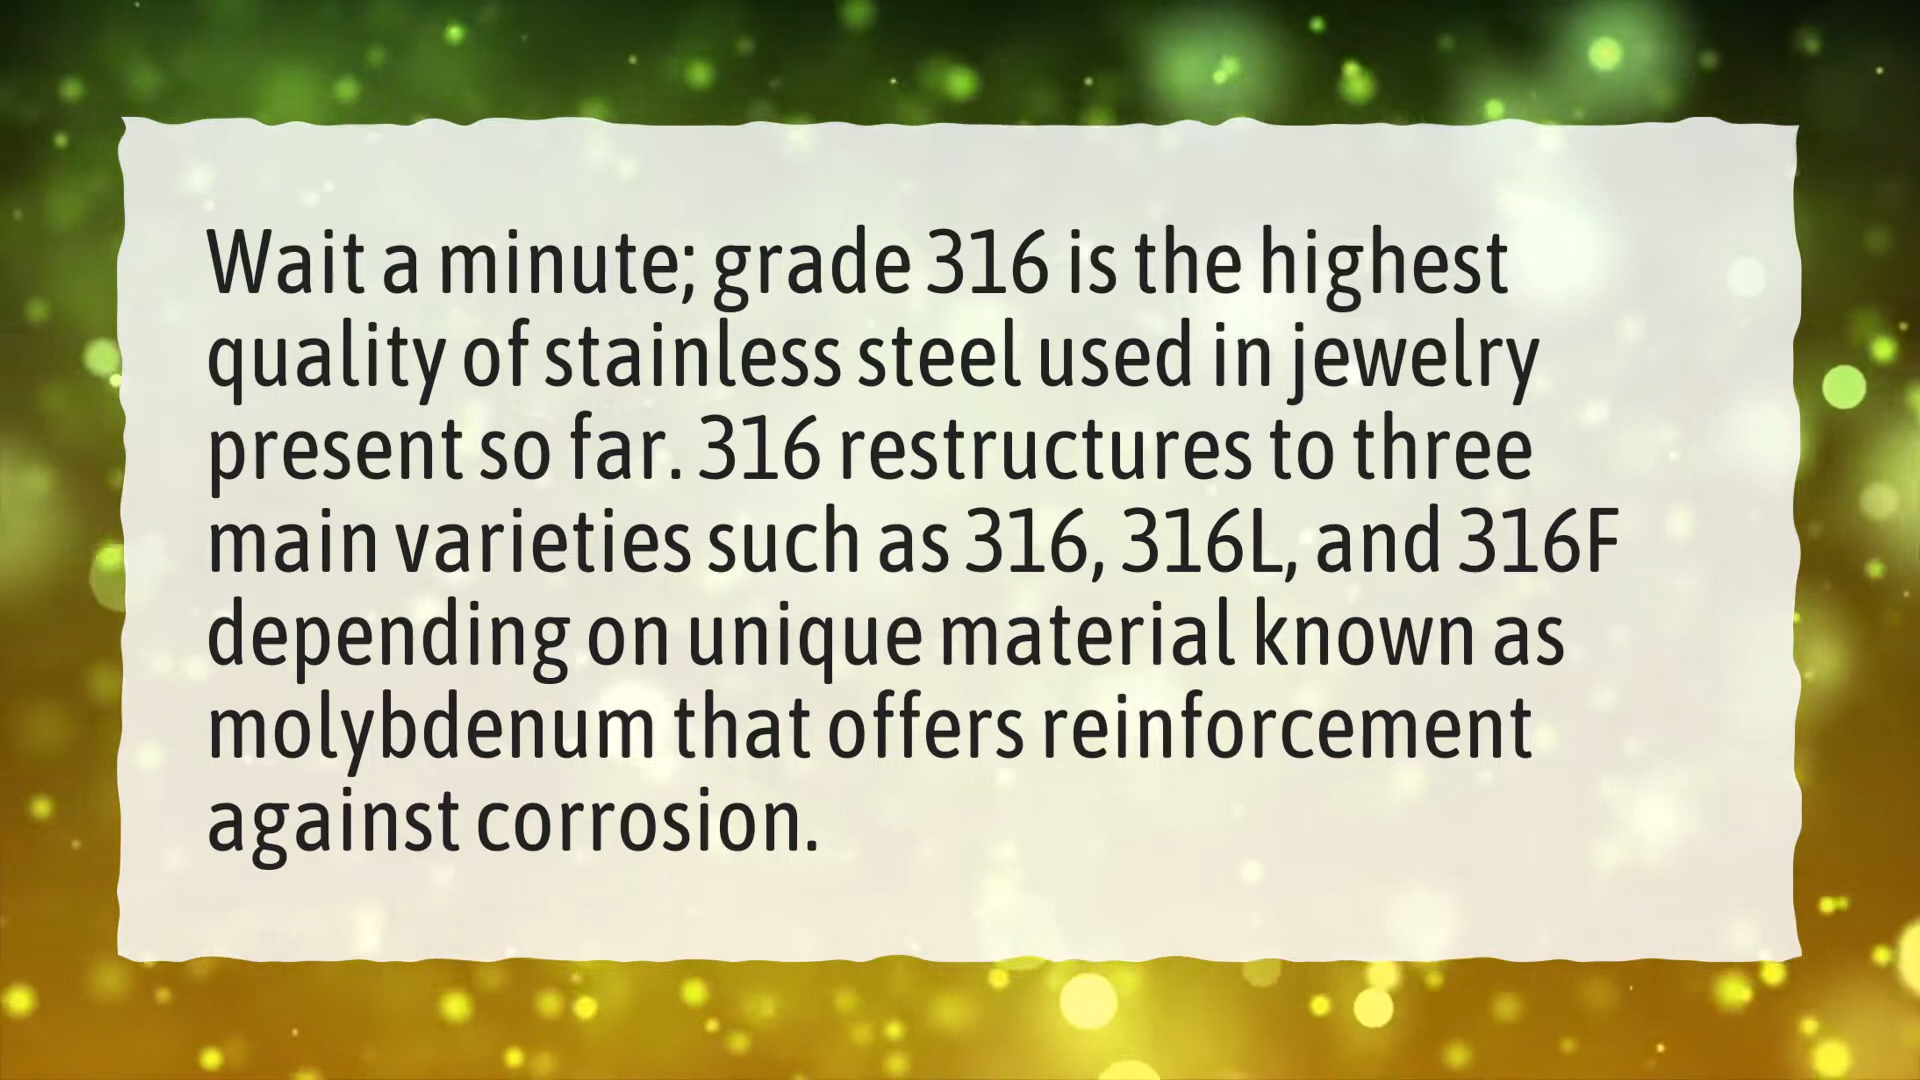 Wait a minute; grade 316 is the highest
quality of stainless steel used in jewelry
present so far. 316 restructures to three
main varieties such as 316, 316L, and 316F
depending on unique material known as
molybdenum that offers reinforcement
against corrosion.